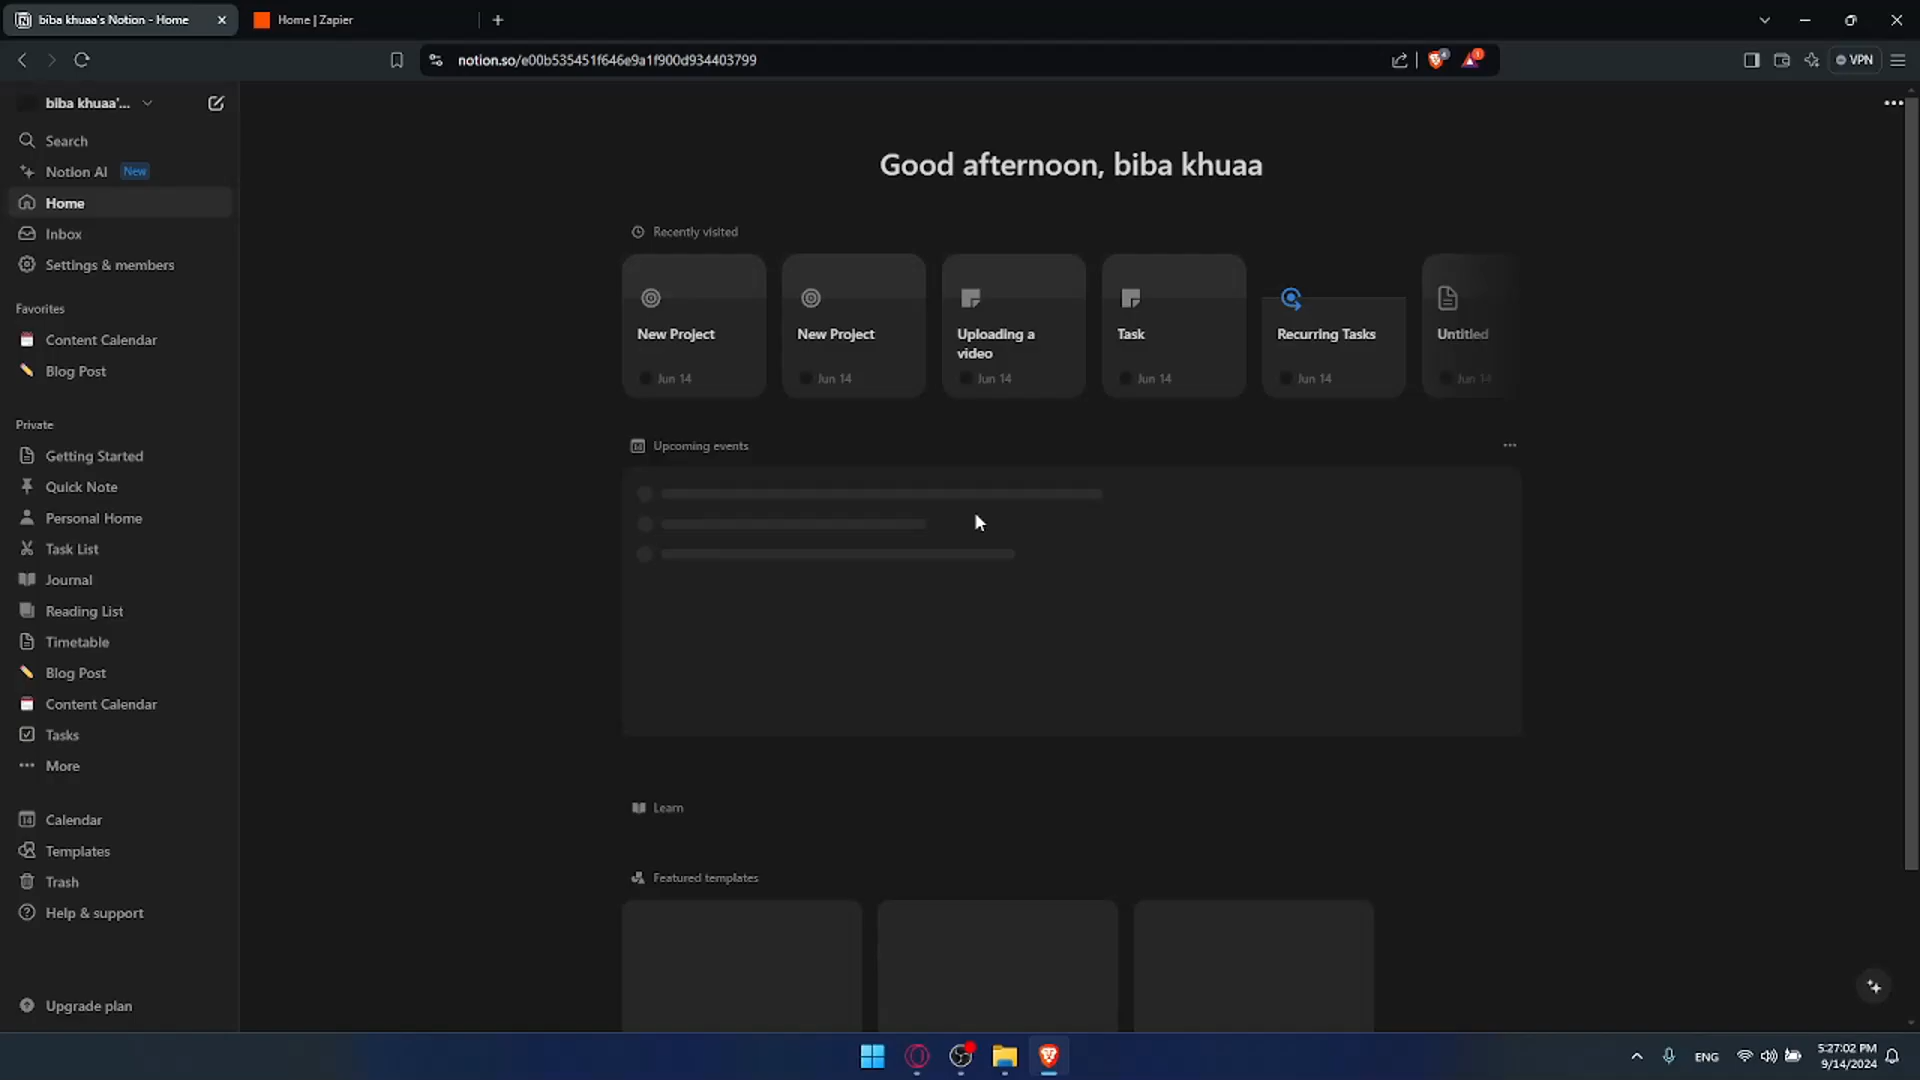 biba khuaa's Notion - Home
Home | Zapier
notion.so/e00b535451f646e9a1f900d934403799
VPN
biba khuaa'...
Search
Notion AI New
Home
Inbox
Settings & members
Favorites
Content Calendar
Blog Post
Private
Getting Started
Quick Note
Personal Home
Task List
Journal
Reading List
Timetable
Blog Post
Content Calendar
Tasks
More
Calendar
Templates
Trash
Help & support
Upgrade plan
Good afternoon, biba khuaa
Recently visited
New Project
Jun 14
New Project
Jun 14
Uploading a
video
Jun 14
Task
Jun 14
Recurring Tasks
Jun 14
Untitled
Jun 14
Upcoming events
Learn
Featured templates
ENG
5:27:02 PM
9/14/2024